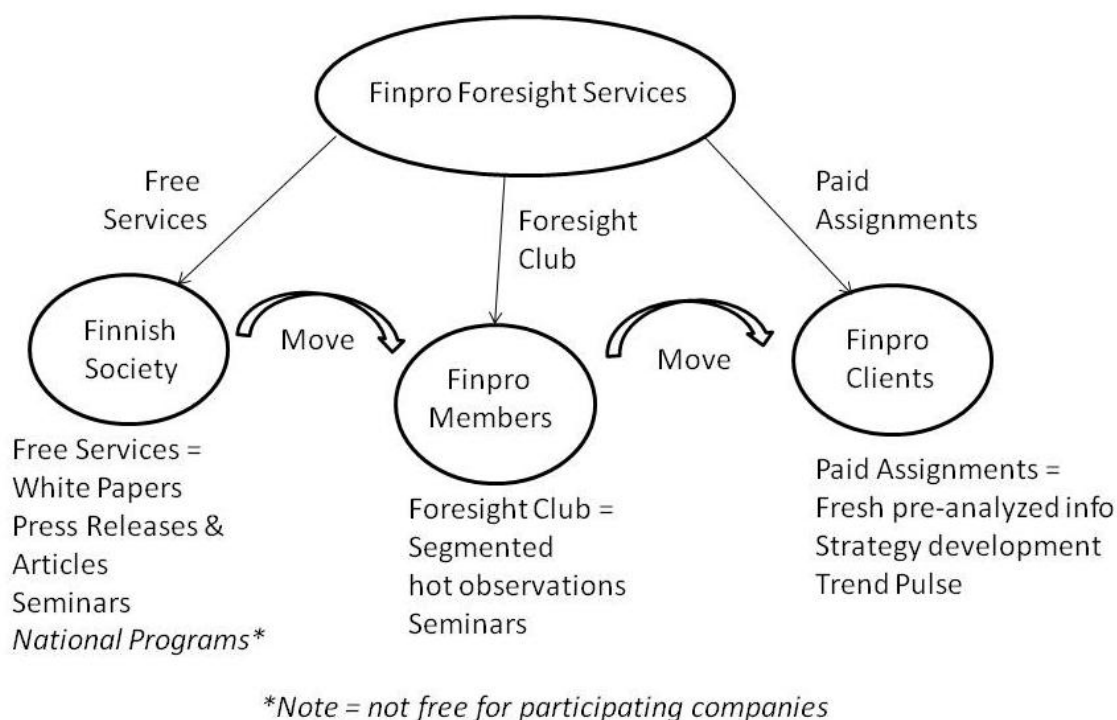 Finpro Foresight Services
Free
Services
Foresight
Club
Paid
Assignments
Finnish
Society
Move
Finpro
Members
Move
Finpro
Clients
Free Services =
White Papers
Press Releases &
Articles
Seminars
National Programs*
Foresight Club =
Segmented
hot observations
Seminars
Paid Assignments =
Fresh pre-analyzed info
Strategy development
Trend Pulse
*Note = not free for participating companies